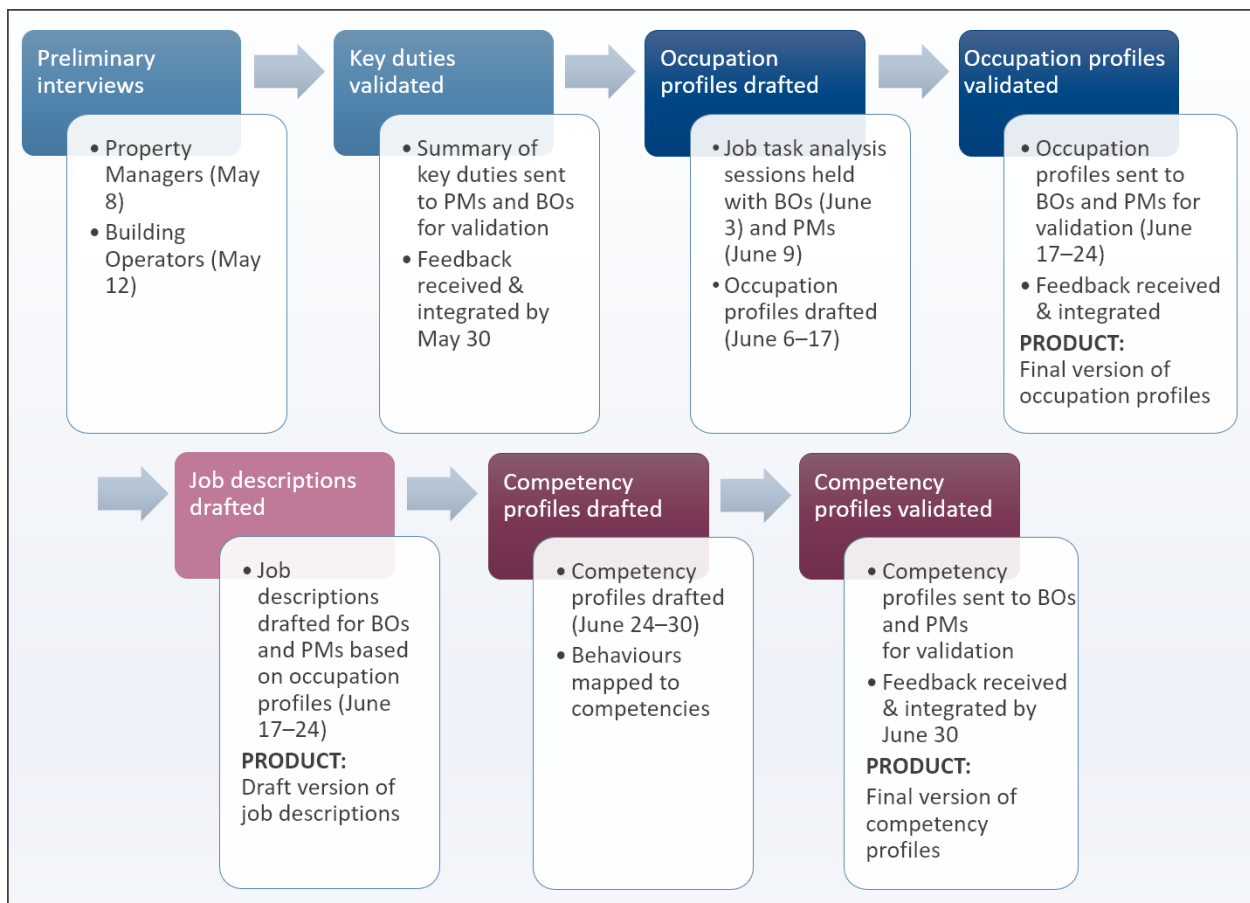 Preliminary
interviews
• Property
Managers (May
8)
• Building
Operators (May
12)
Key duties
validated
• Summary of
key duties sent
to PMs and BOs
for validation
• Feedback
received &
integrated by
May 30
Occupation
profiles drafted
• Job task analysis
sessions held
with BOs (June
3) and PMs
(June 9)
• Occupation
profiles drafted
(June 6–17)
Occupation profiles
validated
• Occupation
profiles sent to
BOs and PMs for
validation (June
17–24)
• Feedback received
& integrated
PRODUCT:
Final version of
occupation profiles
Job descriptions
drafted
• Job
descriptions
drafted for BOs
and PMs based
on occupation
profiles (June
17–24)
PRODUCT:
Draft version of
job descriptions
Competency
profiles drafted
• Competency
profiles drafted
(June 24–30)
• Behaviours
mapped to
competencies
Competency
profiles validated
• Competency
profiles sent to BOs
and PMs
for validation
• Feedback received
& integrated by
June 30
PRODUCT:
Final version of
competency
profiles